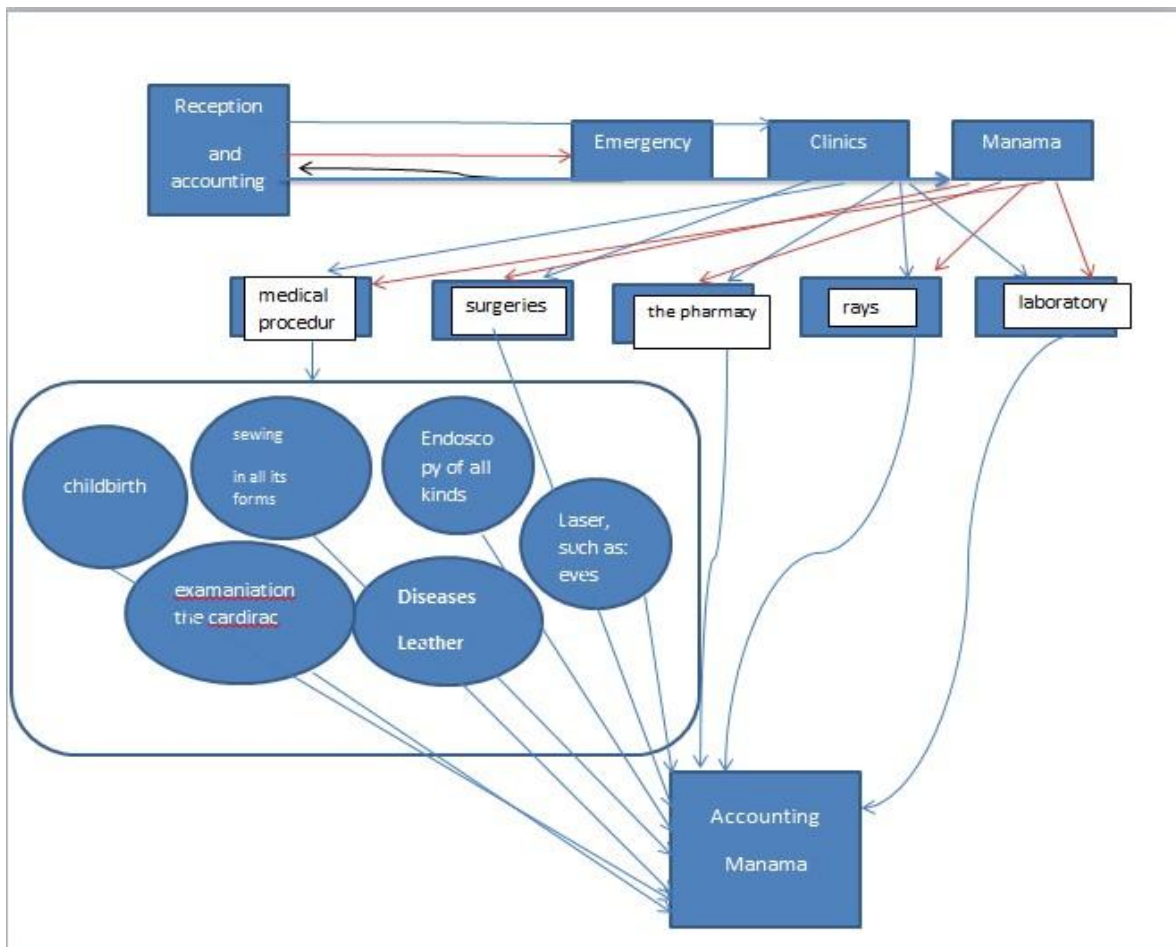 Reception
and
accounting
Emergency
Clinics
Manama
medical
procedur
surgeries
the pharmacy
rays
laboratory
childbirth
sewing
in all its
forms
Endosco
py of all
kinds
Laser,
such as:
eyes
examaniation
the cardirac
Diseases
Leather
Accounting
Manama